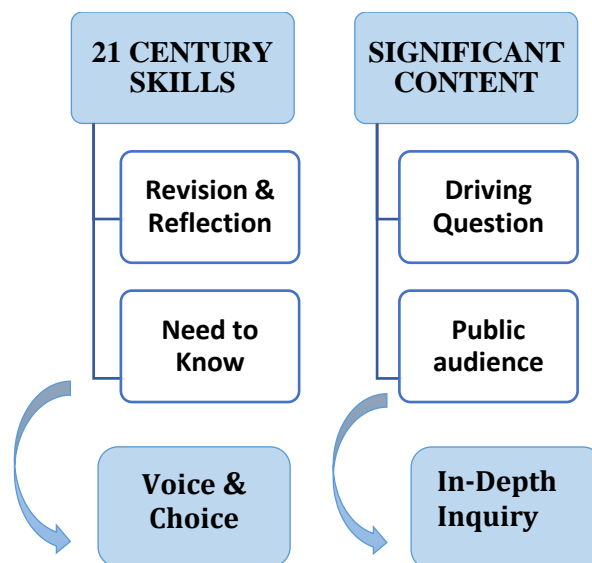 21 CENTURY
SKILLS
Revision &
Reflection
Need to
Know
Voice &
Choice
SIGNIFICANT
CONTENT
Driving
Question
Public
audience
In-Depth
Inquiry